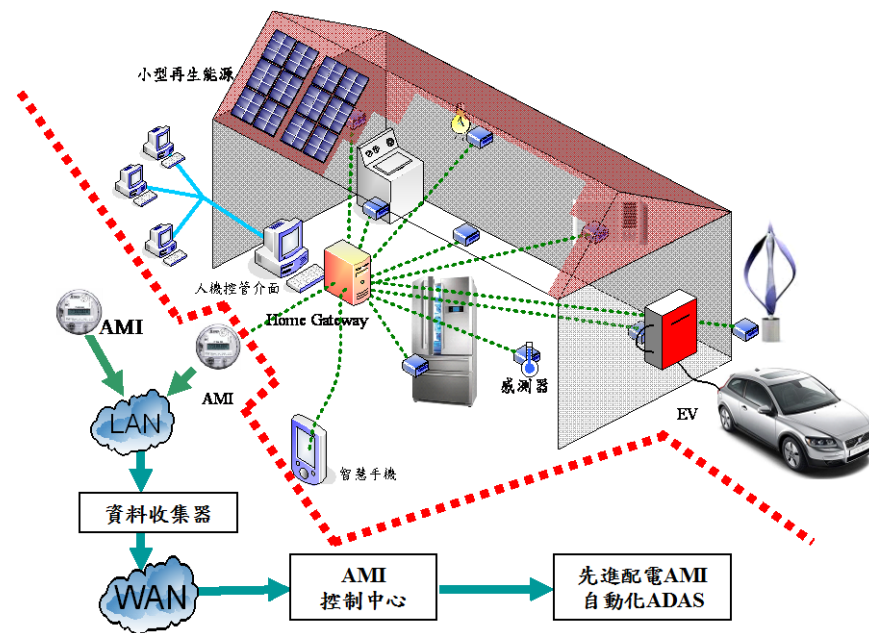 小型再生能源
人機控管介面
Home Gateway
AMI
AMI
感測器
EV
智慧手機
LAN
資料收集器
WAN
AMI
控制中心
先進配電AMI
自動化ADAS